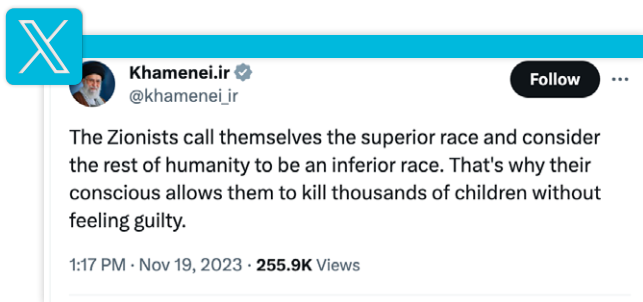 Khamenei.ir
@khamenei_ir
Follow
The Zionists call themselves the superior race and consider
the rest of humanity to be an inferior race. That's why their
conscious allows them to kill thousands of children without
feeling guilty.
1:17 PM · Nov 19, 2023 · 255.9K Views